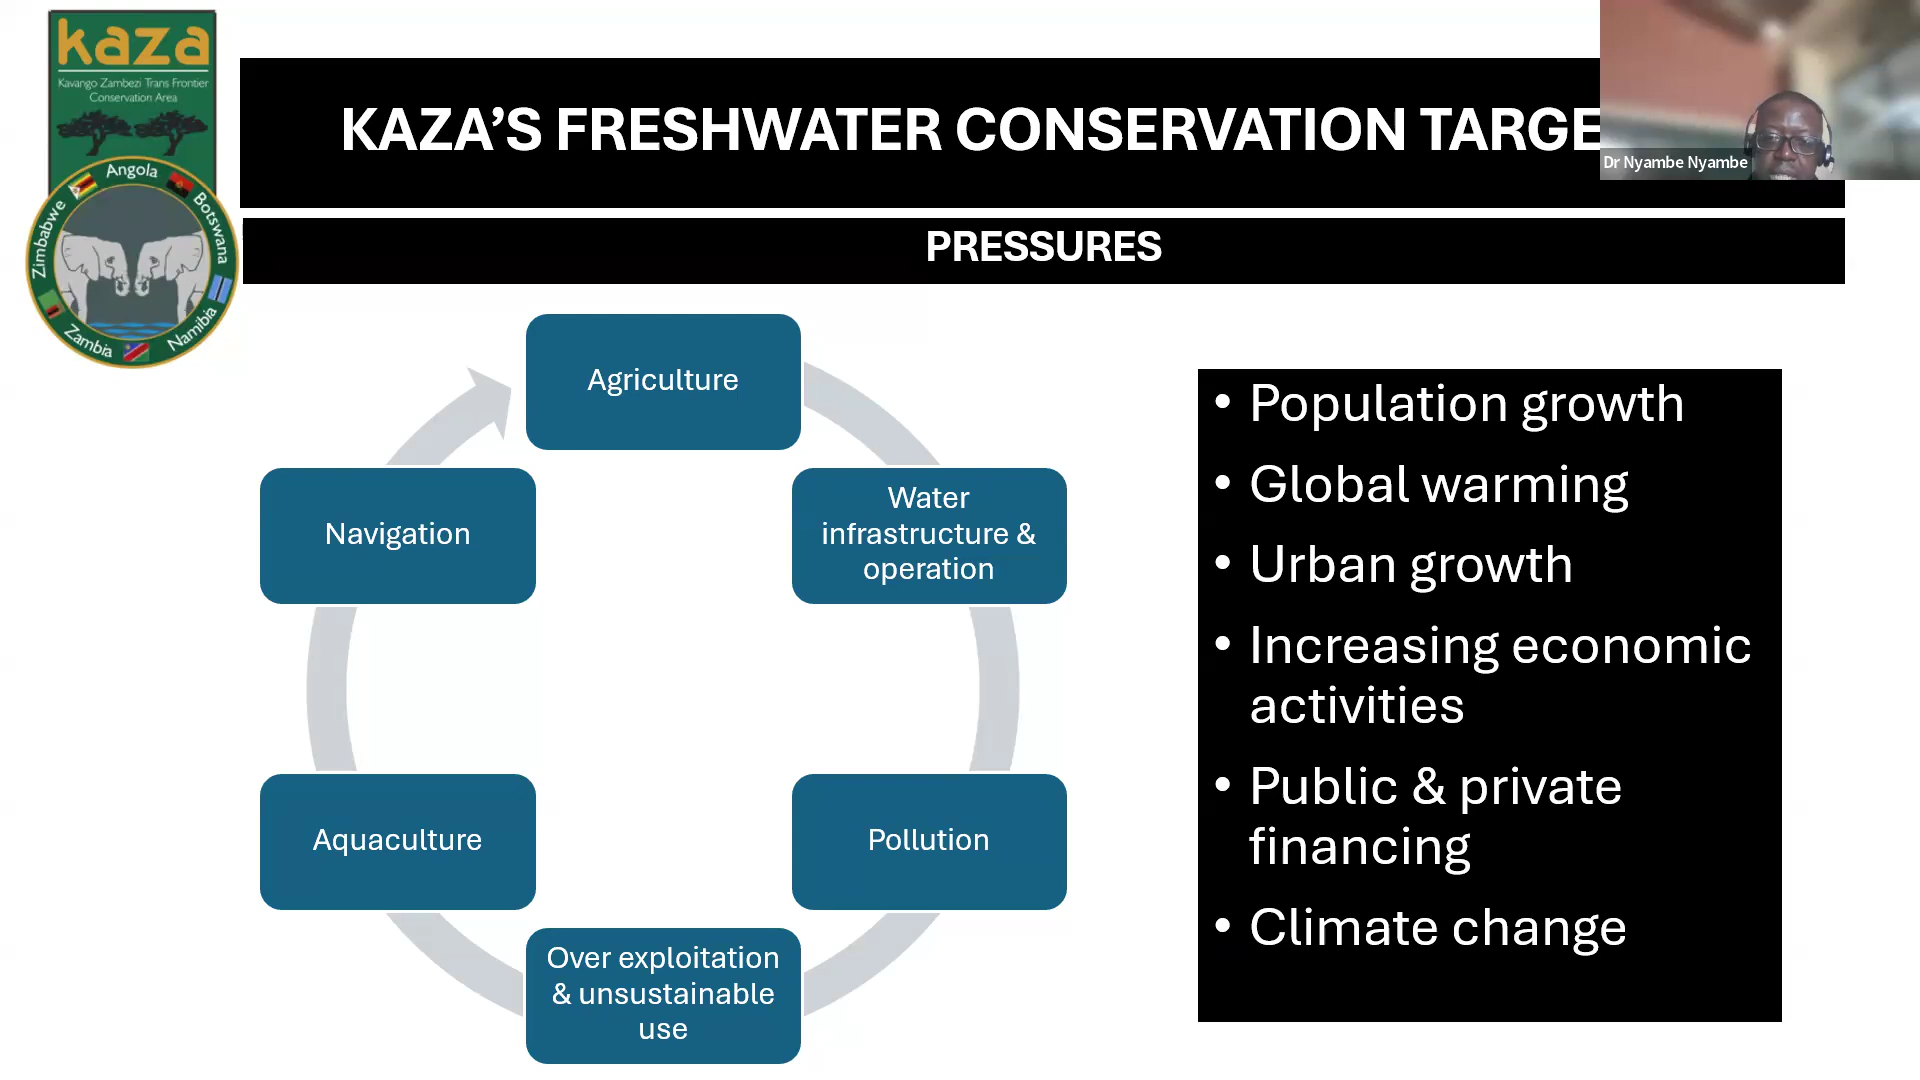 kaza
Kavango Zambezi Trans Frontier
Conservation Area
Angola
Botswana
Namibia
Zambia
Zimbabwe
KAZA’S FRESHWATER CONSERVATION TARGE
Dr Nyambe Nyambe
PRESSURES
Agriculture
Water
infrastructure &
operation
Pollution
Over exploitation
& unsustainable
use
Aquaculture
Navigation
• Population growth
• Global warming
• Urban growth
• Increasing economic
activities
• Public & private
financing
• Climate change